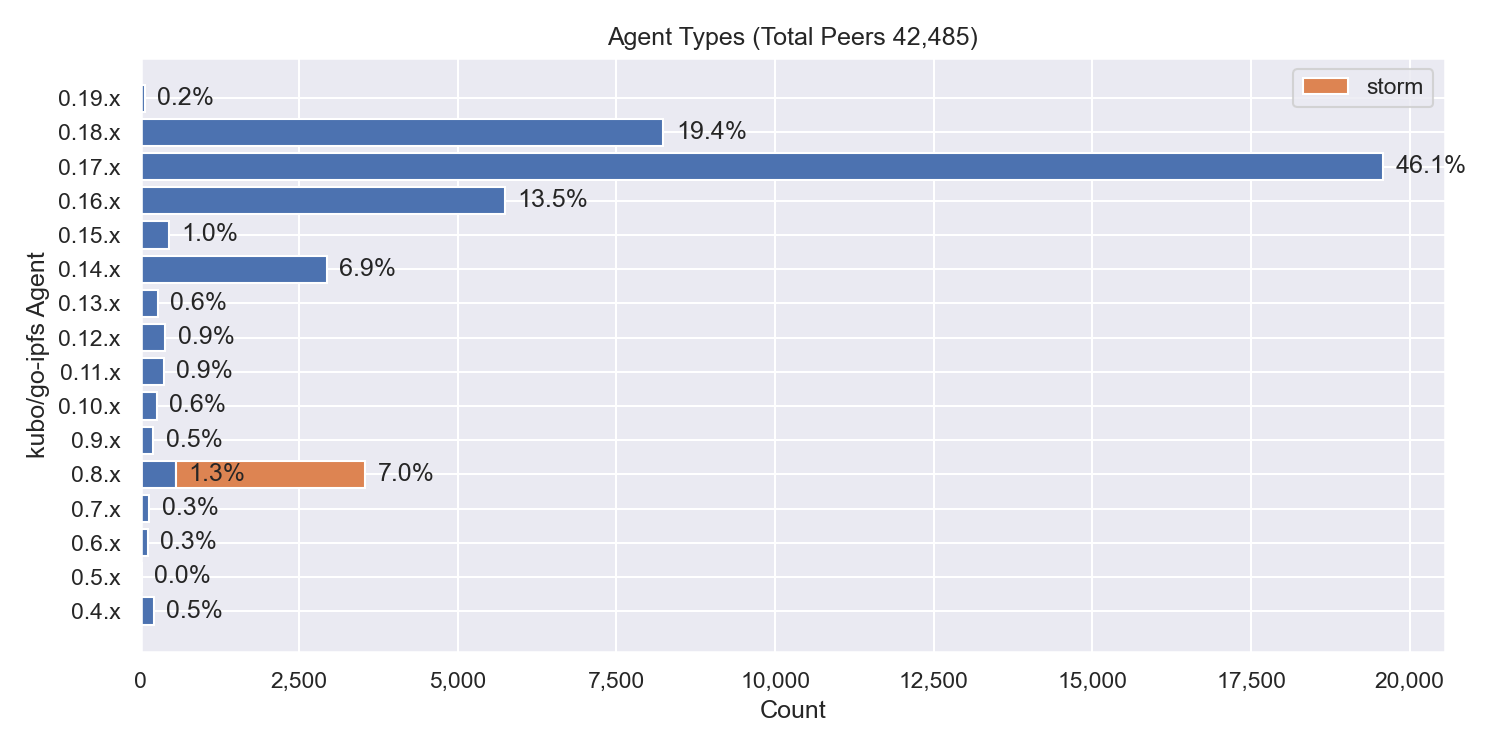 Agent Types (Total Peers 42,485)
storm
kubo/go-ipfs Agent
0.19.x 0.2%
0.18.x 19.4%
0.17.x 46.1%
0.16.x 13.5%
0.15.x 1.0%
0.14.x 6.9%
0.13.x 0.6%
0.12.x 0.9%
0.11.x 0.9%
0.10.x 0.6%
0.9.x 0.5%
0.8.x 1.3% 7.0%
0.7.x 0.3%
0.6.x 0.3%
0.5.x 0.0%
0.4.x 0.5%
0 2,500 5,000 7,500 10,000 12,500 15,000 17,500 20,000
Count